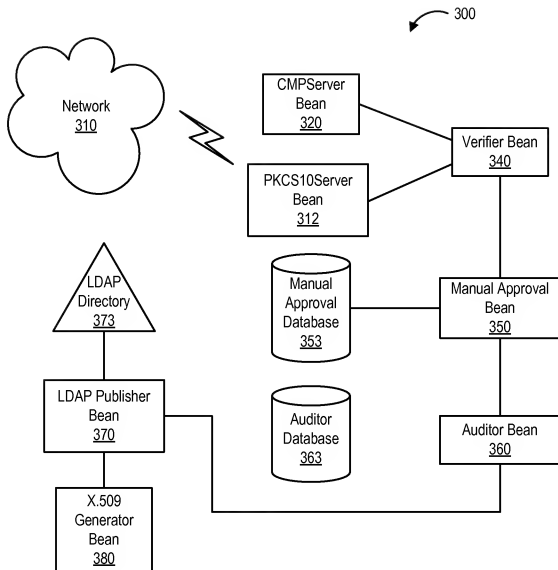 300
Network
310
CMPServer
Bean
320
PKCS10Server
Bean
312
Verifier Bean
340
LDAP
Directory
373
Manual
Approval
Database
353
Manual Approval
Bean
350
LDAP Publisher
Bean
370
Auditor
Database
363
Auditor Bean
360
X.509
Generator
Bean
380